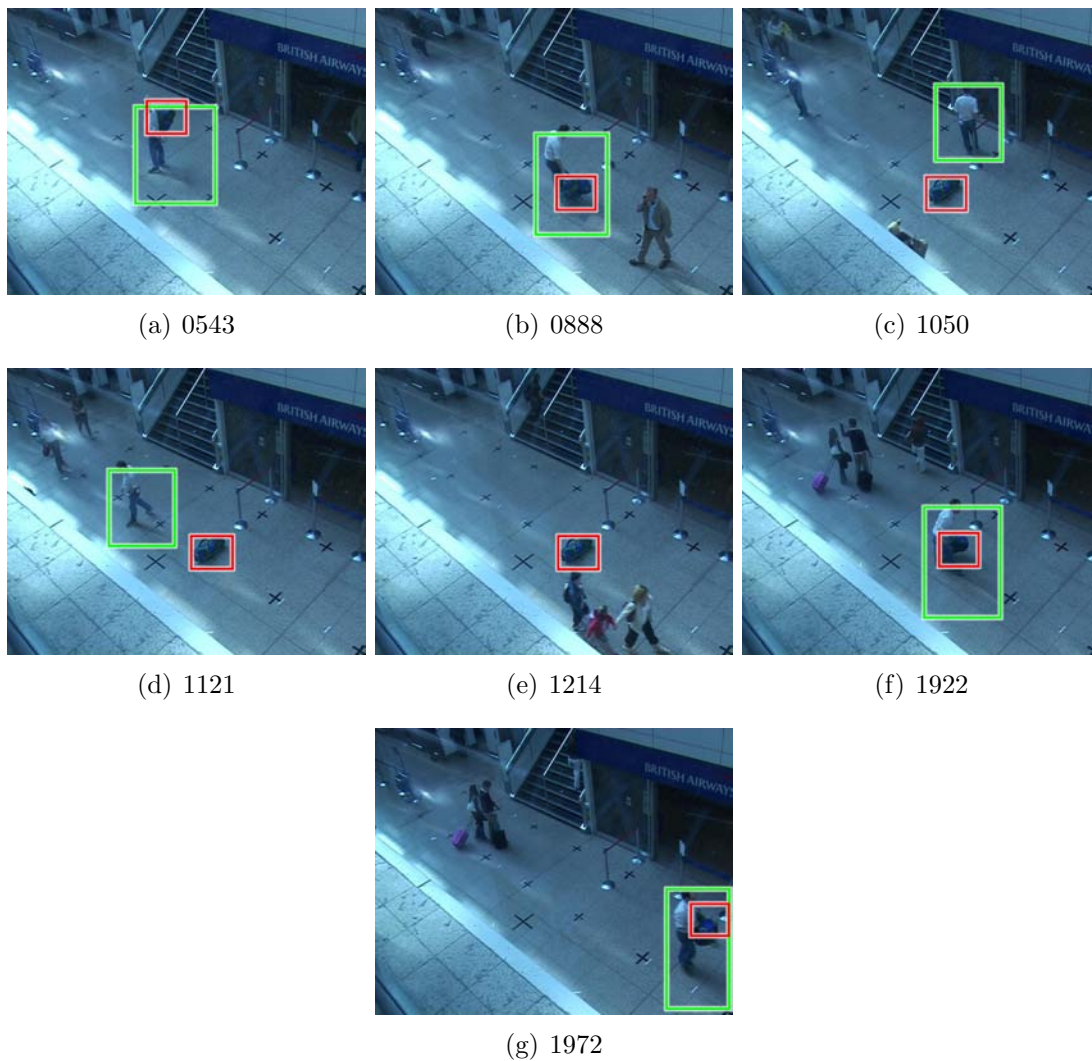 BRITISH AIRWAYS
BRITISH AIRWAYS
BRITISH AIRWAYS
(a) 0543
(b) 0888
(c) 1050
BRITISH AIRWAYS
BRITISH AIRWAYS
BRITISH AIRWAYS
(d) 1121
(e) 1214
(f) 1922
BRITISH AIRWAYS
(g) 1972